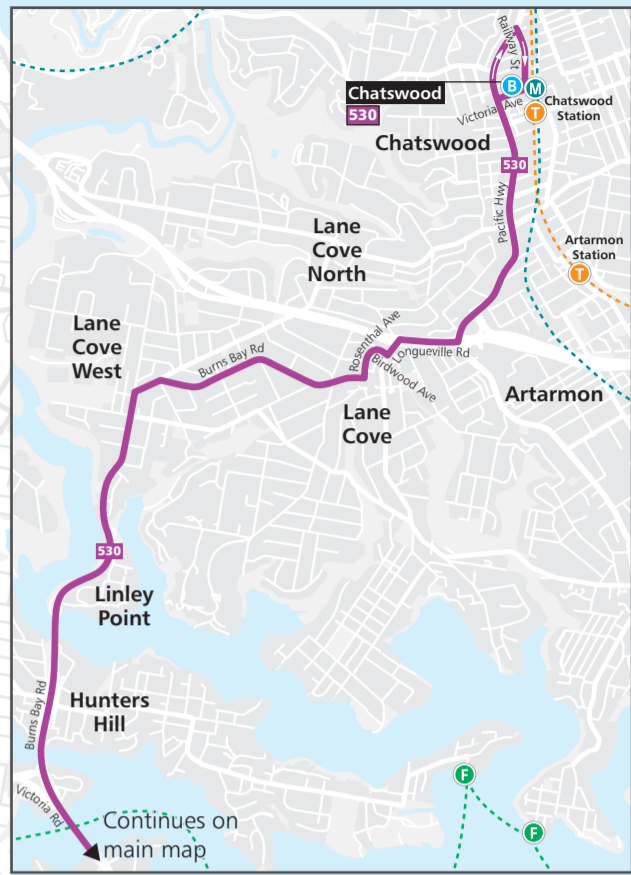 Railway St
B
M
Chatswood
530
Victoria Ave
T
Chatswood
Station
Chatswood
530
Pacific Hwy
Artarmon
Station
T
Lane
Cove
North
Lane
Cove
West
Burns Bay Rd
Rosenthal Ave
Longueville Rd
Birdwood Ave
Artarmon
Lane
Cove
530
Linley
Point
Burns Bay Rd
Hunters
Hill
F
Victoria Rd
Continues on
main map
F